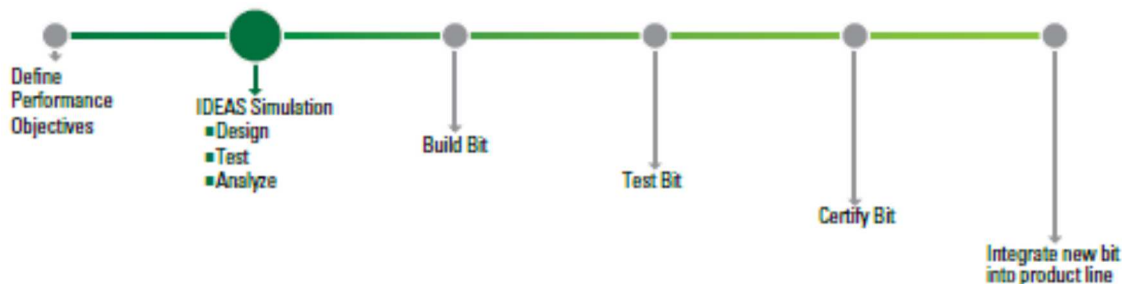 Define
Performance
Objectives
IDEAS Simulation
▪Design
▪Test
▪Analyze
Build Bit
Test Bit
Certify Bit
Integrate new bit
into product line